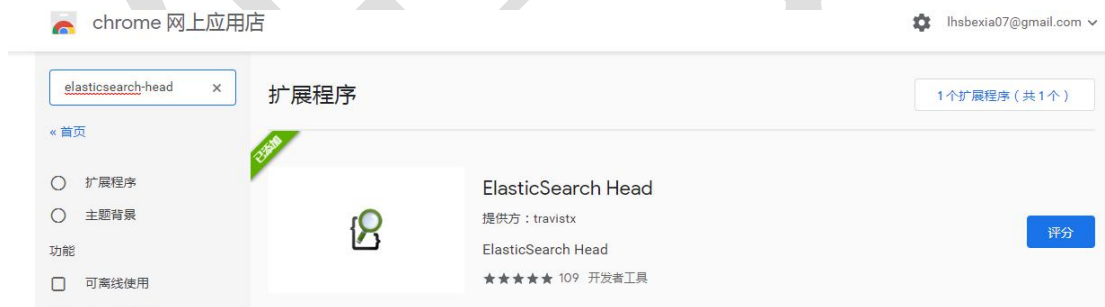 chrome 网上应用店
lhsbexia07@gmail.com
elasticsearch-head ×
扩展程序
1个扩展程序（共1个）
« 首页
已添加
扩展程序
主题背景
功能
可离线使用
ElasticSearch Head
提供方：travistx
ElasticSearch Head
★★★★★ 109 开发者工具
评分